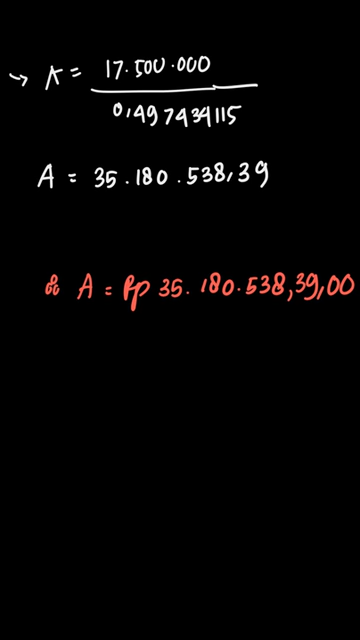 → A = 17.500.000
0,497434115
A = 35.180.538,39
A = Rp 35.180.538,39,00